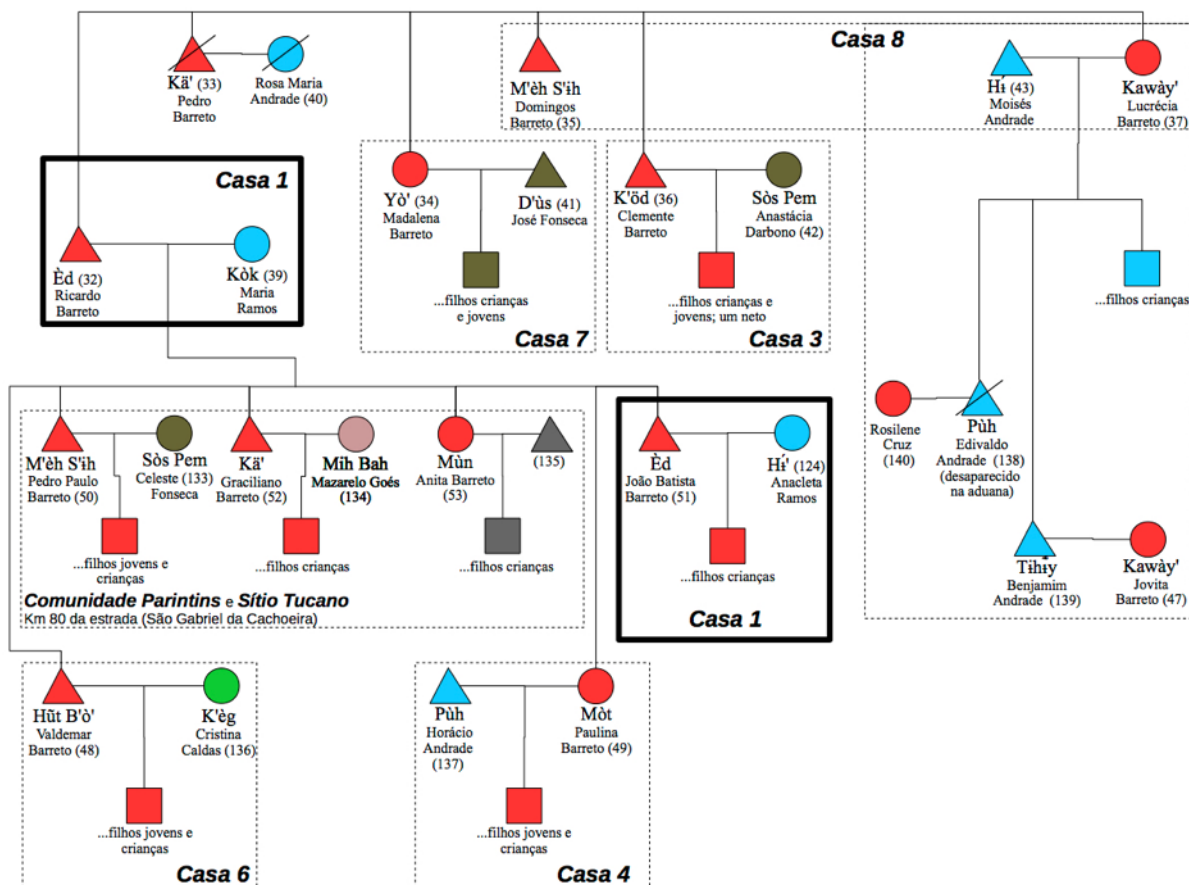 Casa 8
Kä' (33)
Pedro
Barreto
Rosa Maria
Andrade (40)
M'èh S'ɨh
Domingos
Barreto (35)
Hɨ́ (43)
Moisés
Andrade
Kawày'
Lucrécia
Barreto (37)
Casa 1
Èd (32)
Ricardo
Barreto
Kòk (39)
Maria
Ramos
Yò' (34)
Madalena
Barreto
D'ùs (41)
José Fonseca
...filhos crianças
e jovens
Casa 7
K'öd (36)
Clemente
Barreto
Sòs Pem
Anastácia
Darbono (42)
...filhos crianças e
jovens; um neto
Casa 3
...filhos crianças
Rosilene
Cruz
(140)
Pùh
Edivaldo
Andrade (138)
(desaparecido
na aduana)
Tɨhɨ́y
Benjamim
Andrade (139)
Kawày'
Jovita
Barreto (47)
M'èh S'ɨh
Pedro Paulo
Barreto (50)
Sòs Pem
Celeste (133)
Fonseca
Kä'
Graciliano
Barreto (52)
Mih Bah
Mazarelo Goés
(134)
Mùn
Anita Barreto
(53)
(135)
...filhos jovens e
crianças
...filhos crianças
...filhos crianças
Comunidade Parintins e Sítio Tucano
Km 80 da estrada (São Gabriel da Cachoeira)
Èd
João Batista
Barreto (51)
Hɨ́' (124)
Anacleta
Ramos
...filhos crianças
Casa 1
Hũt B'ò'
Valdemar
Barreto (48)
K'èg
Cristina
Caldas (136)
...filhos jovens e
crianças
Casa 6
Pùh
Horácio
Andrade
(137)
Mòt
Paulina
Barreto (49)
...filhos jovens e
crianças
Casa 4